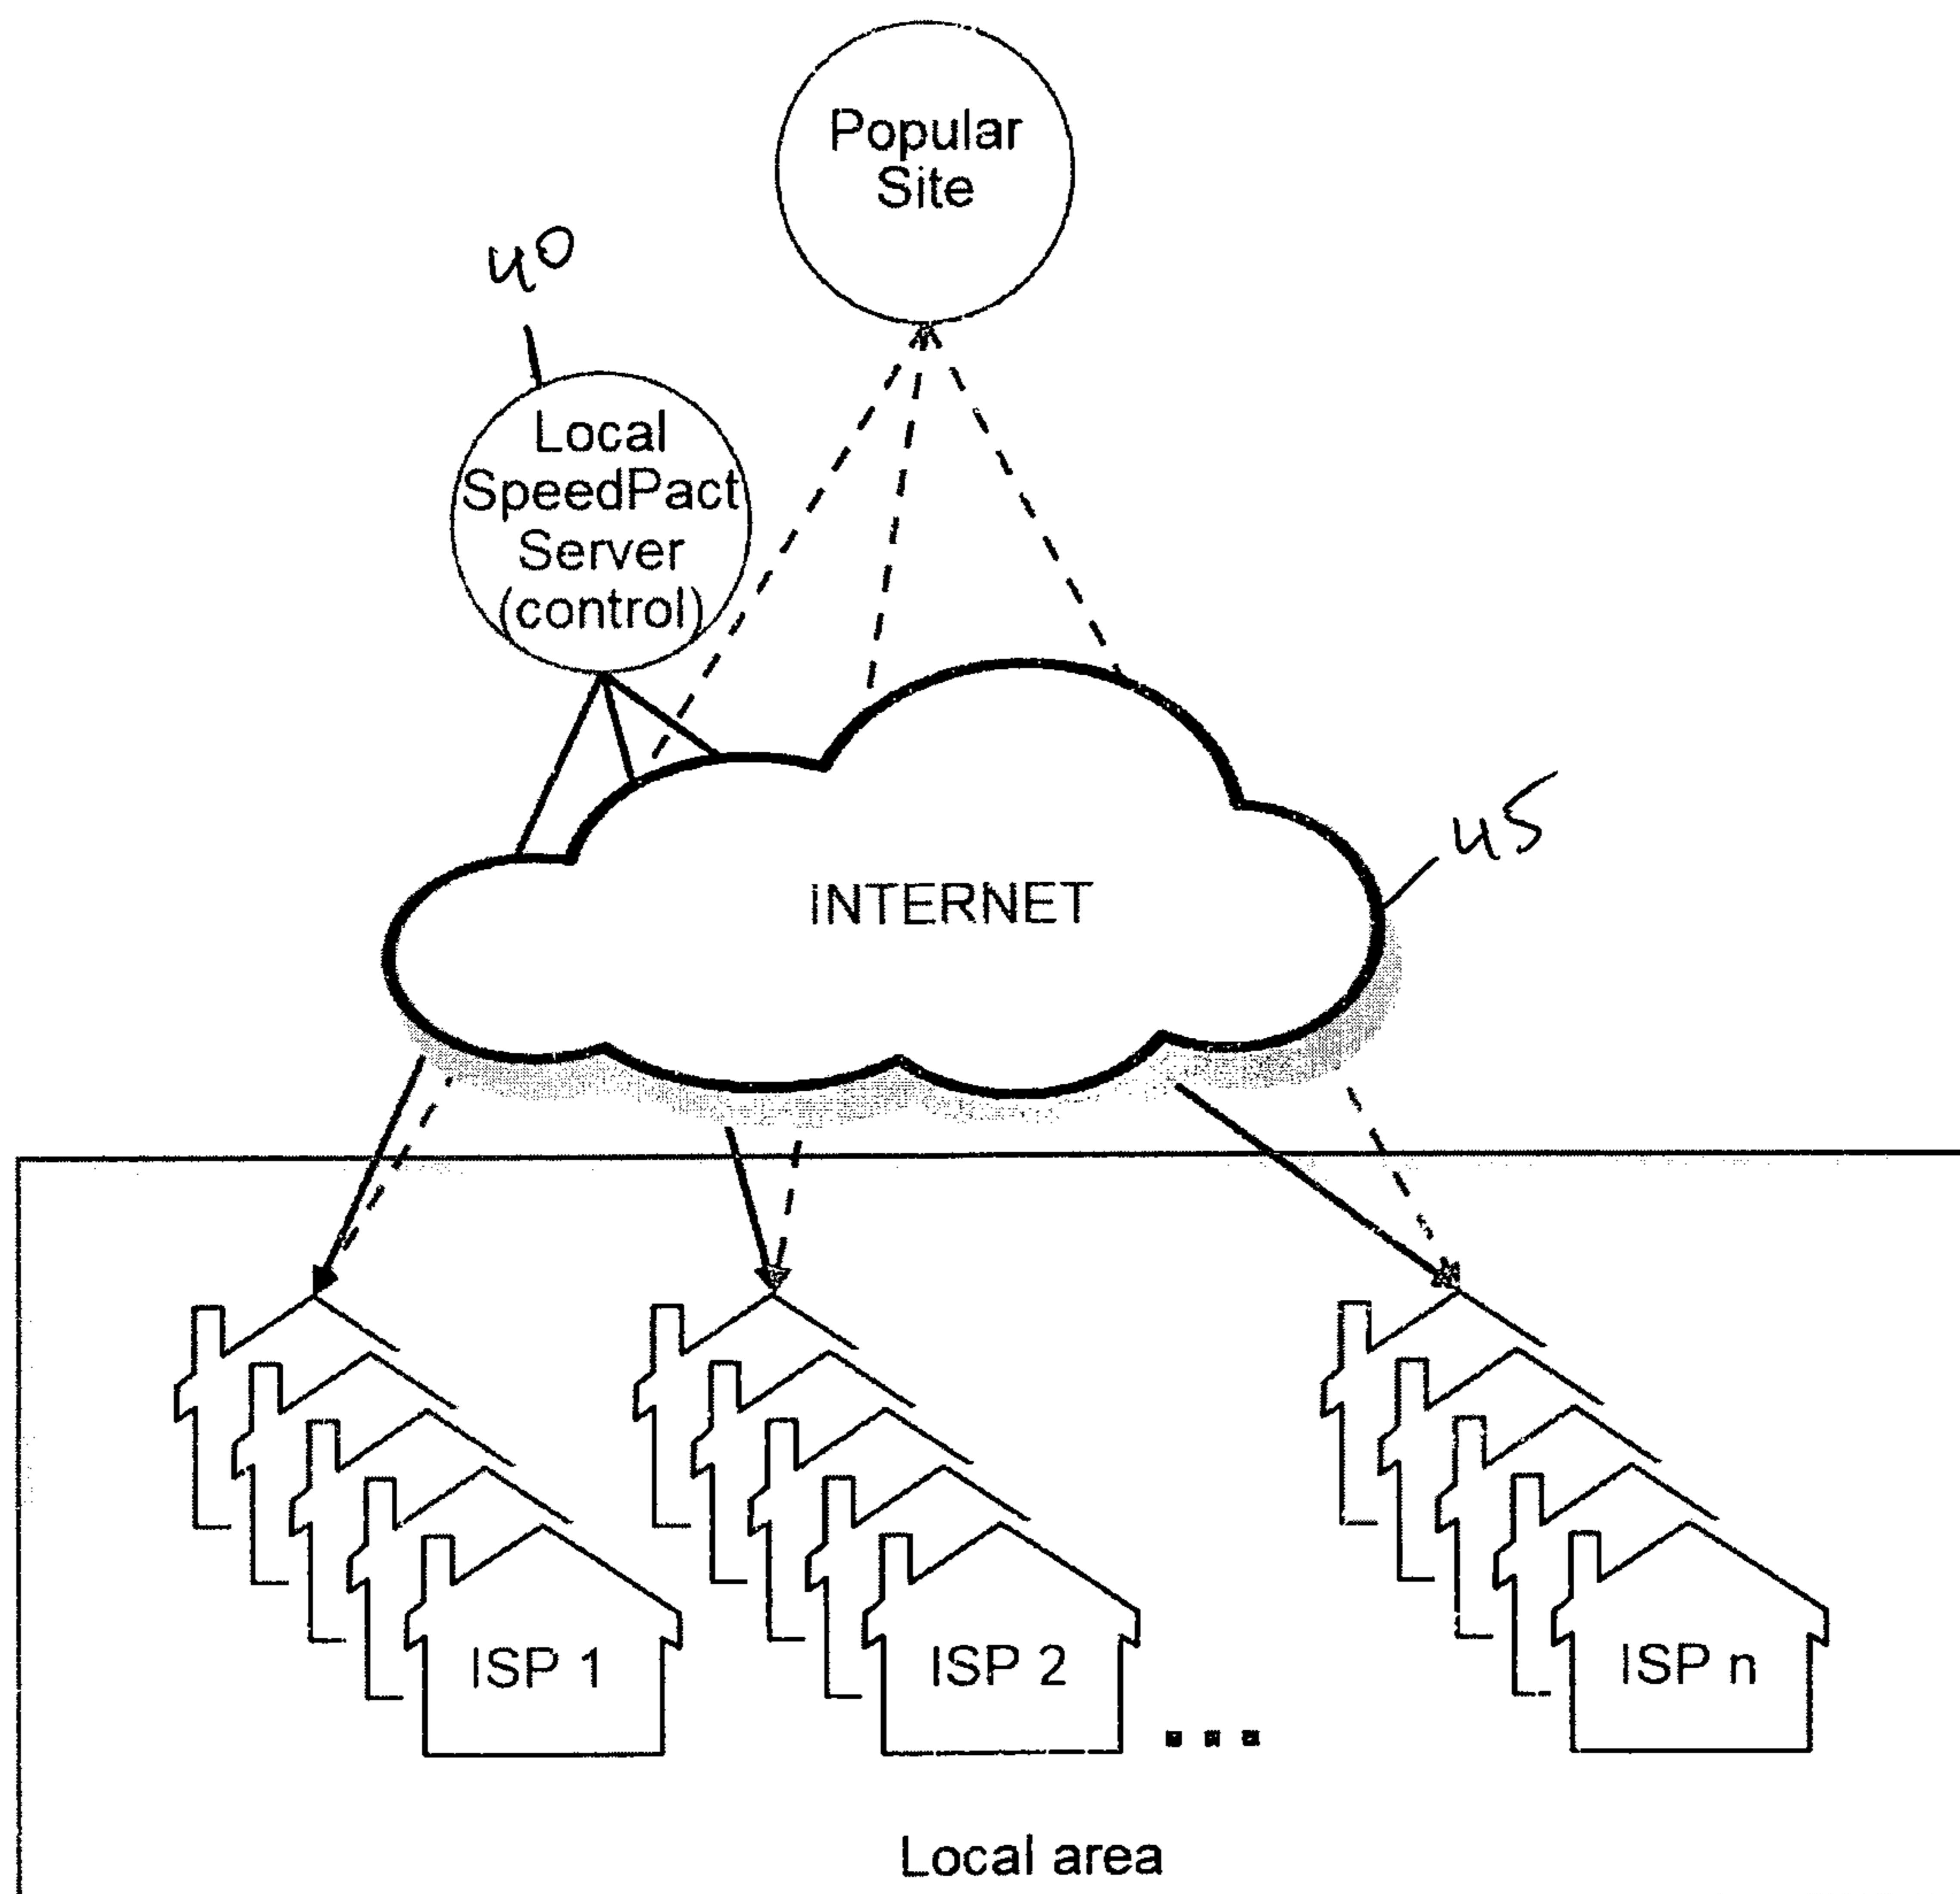 Popular
Site
40
Local
SpeedPact
Server
(control)
INTERNET
45
ISP 1
ISP 2
...
ISP n
Local area